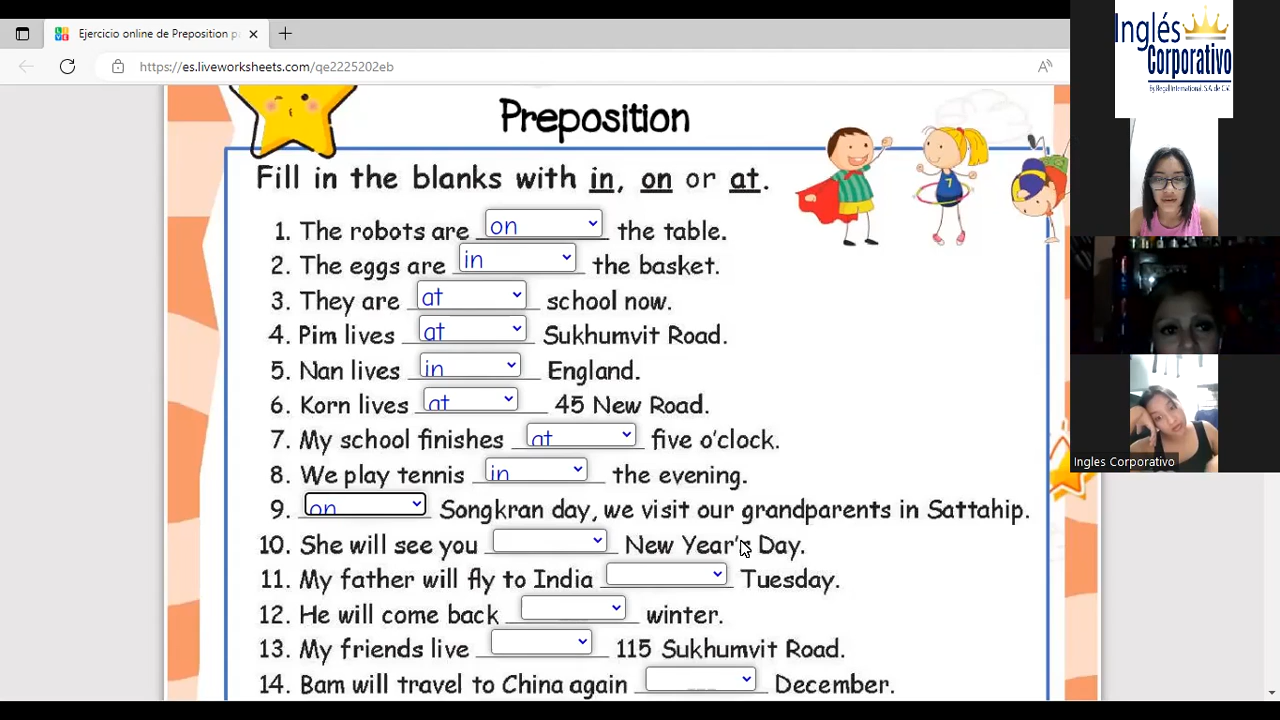 Ejercicio online de Preposition pa
https://es.liveworksheets.com/qe2225202eb
Preposition
Fill in the blanks with in, on or at.
1. The robots are on the table.
2. The eggs are in the basket.
3. They are at school now.
4. Pim lives at Sukhumvit Road.
5. Nan lives in England.
6. Korn lives at 45 New Road.
7. My school finishes at five o'clock.
8. We play tennis in the evening.
9. on Songkran day, we visit our grandparents in Sattahip.
10. She will see you New Year's Day.
11. My father will fly to India Tuesday.
12. He will come back winter.
13. My friends live 115 Sukhumvit Road.
14. Bam will travel to China again December.
7
Inglés
Corporativo
By Regal International, S.A. de C.V.
Ingles Corporativo